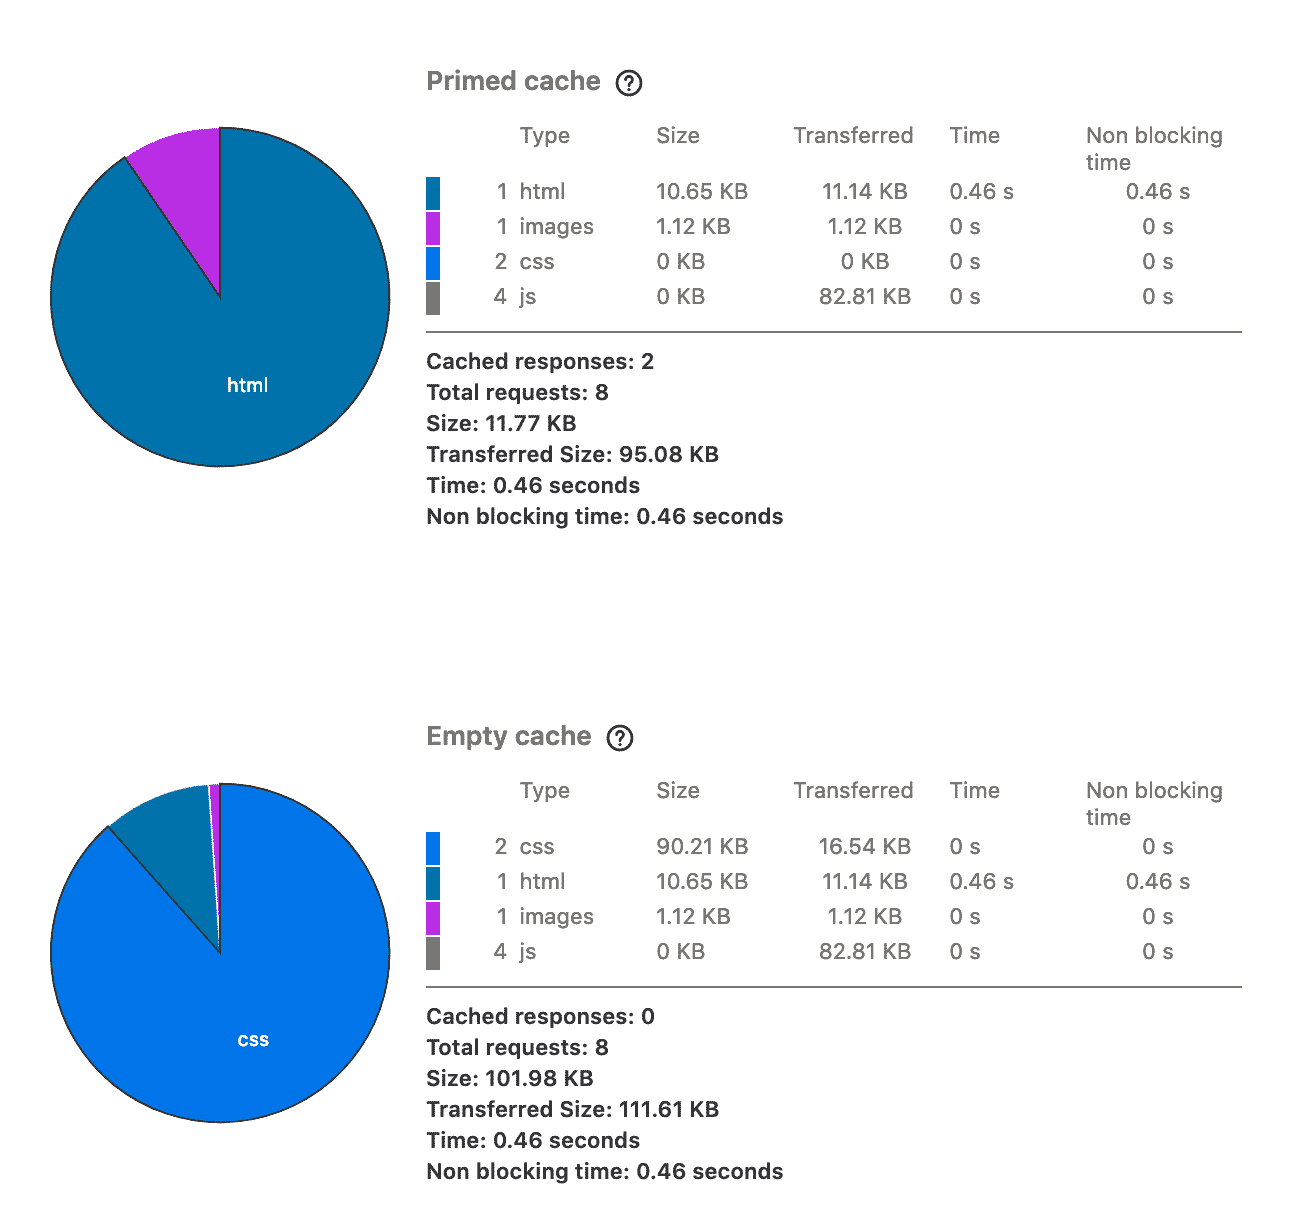 Primed cache ?
Type Size Transferred Time Non blocking
time
1 html 10.65 KB 11.14 KB 0.46 s 0.46 s
1 images 1.12 KB 1.12 KB 0 s 0 s
2 css 0 KB 0 KB 0 s 0 s
4 js 0 KB 82.81 KB 0 s 0 s
html
Cached responses: 2
Total requests: 8
Size: 11.77 KB
Transferred Size: 95.08 KB
Time: 0.46 seconds
Non blocking time: 0.46 seconds
Empty cache ?
Type Size Transferred Time Non blocking
time
2 css 90.21 KB 16.54 KB 0 s 0 s
1 html 10.65 KB 11.14 KB 0.46 s 0.46 s
1 images 1.12 KB 1.12 KB 0 s 0 s
4 js 0 KB 82.81 KB 0 s 0 s
css
Cached responses: 0
Total requests: 8
Size: 101.98 KB
Transferred Size: 111.61 KB
Time: 0.46 seconds
Non blocking time: 0.46 seconds